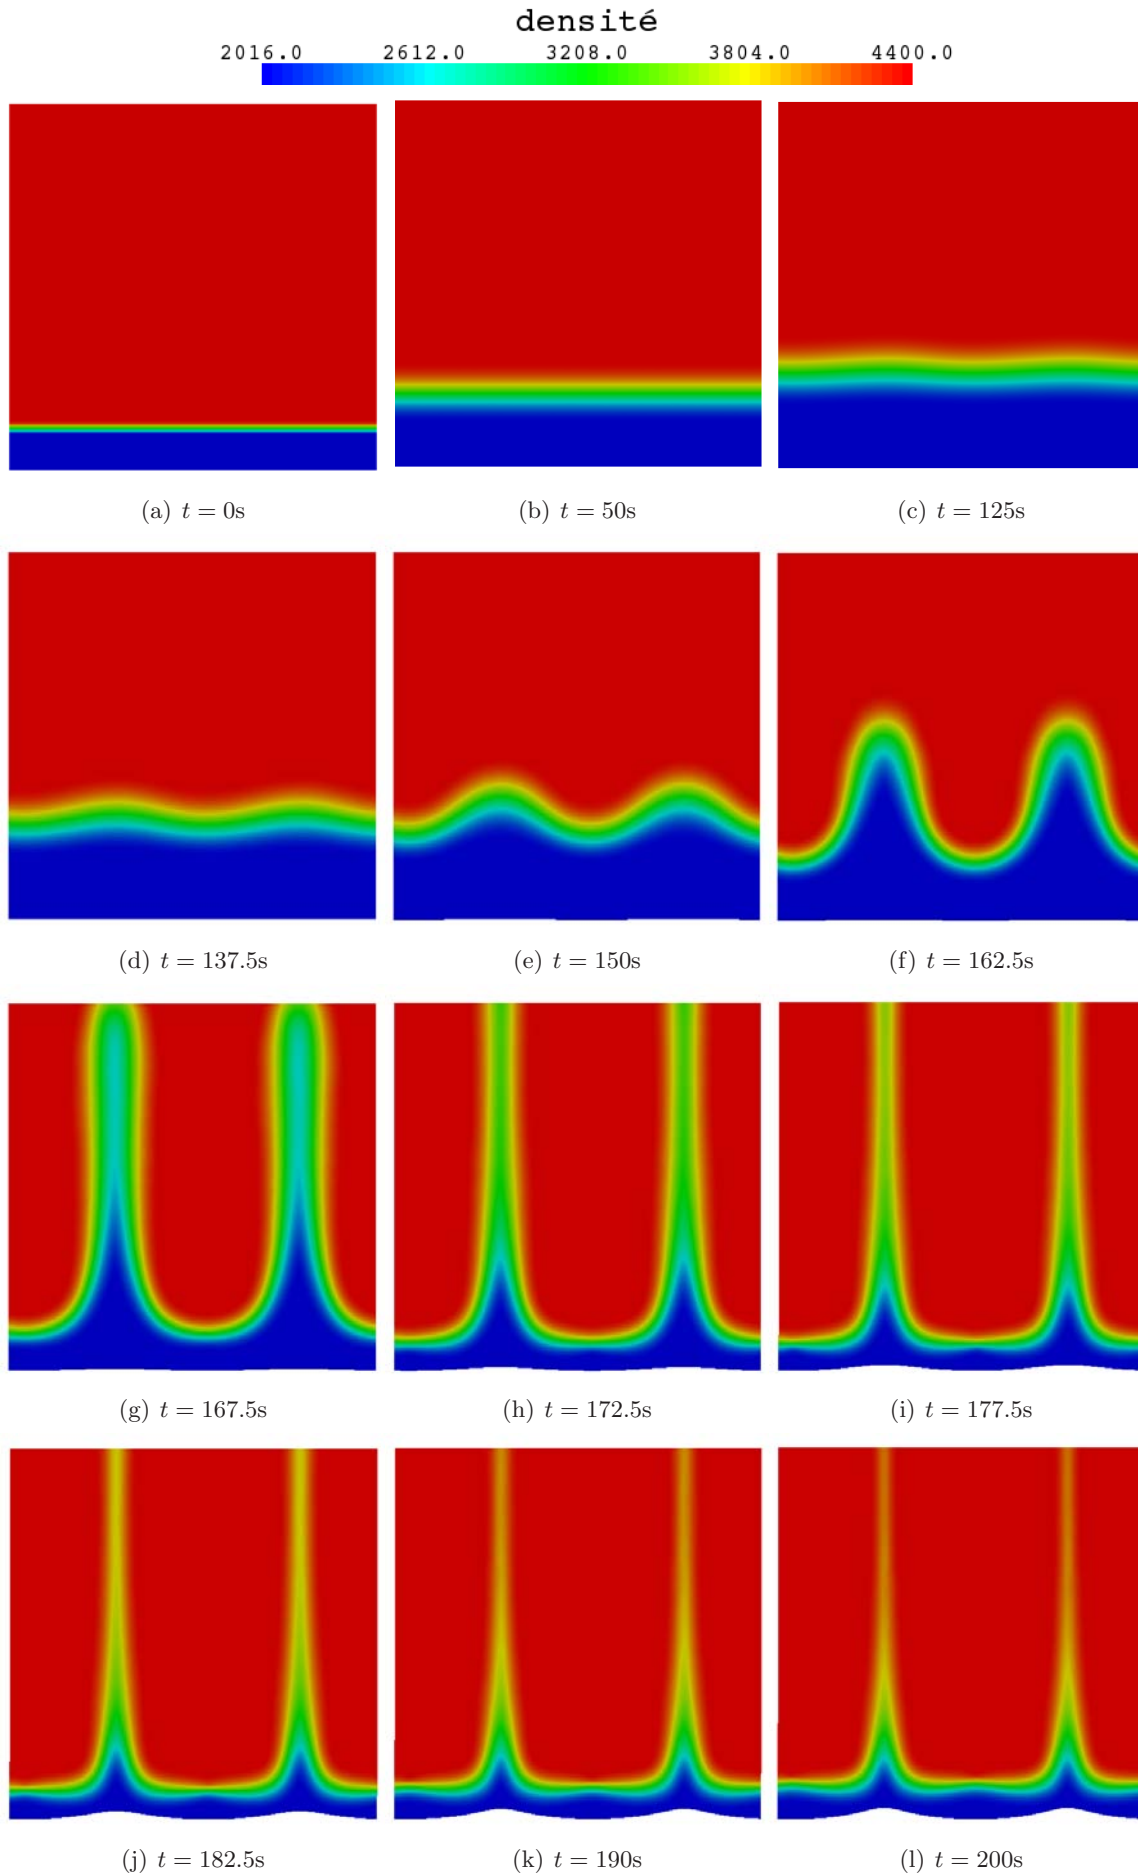 densité
2016.0 2612.0 3208.0 3804.0 4400.0
(a) t = 0s (b) t = 50s (c) t = 125s
(d) t = 137.5s (e) t = 150s (f) t = 162.5s
(g) t = 167.5s (h) t = 172.5s (i) t = 177.5s
(j) t = 182.5s (k) t = 190s (l) t = 200s